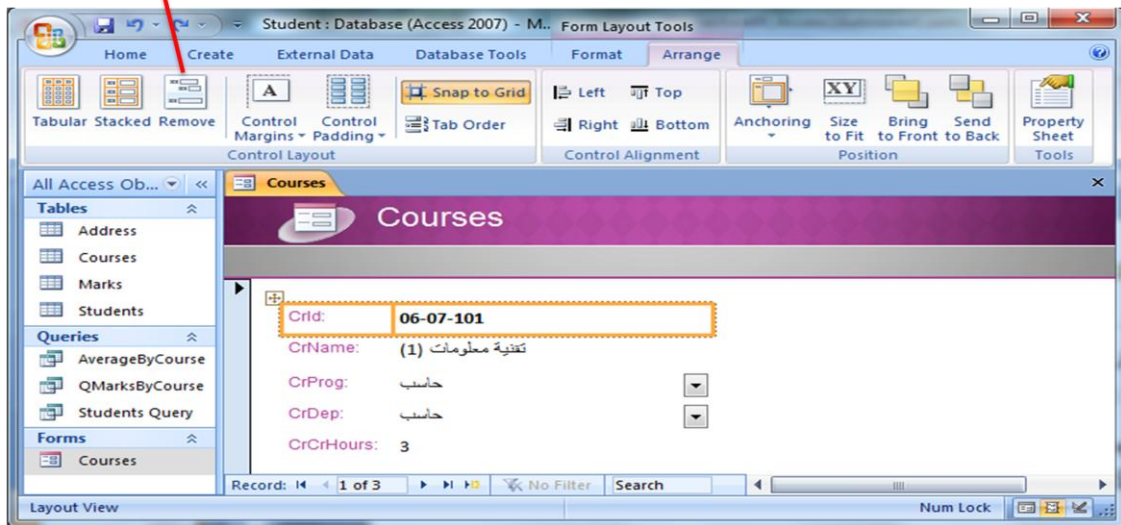 Student : Database (Access 2007) - M.. Form Layout Tools
Home Create External Data Database Tools Format Arrange
Tabular Stacked Remove Control Margins Control Padding Snap to Grid Tab Order Left Top Right Bottom Anchoring Size to Fit Bring to Front Send to Back Property Sheet
Control Layout Control Alignment Position Tools
All Access Ob... Courses
Tables
Address
Courses
Marks
Students
Queries
AverageByCourse
QMarksByCourse
Students Query
Forms
Courses
Courses
CrId: 06-07-101
CrName: تقنية معلومات (1)
CrProg: حاسب
CrDep: حاسب
CrCrHours: 3
Record: 1 of 3 No Filter Search
Layout View Num Lock